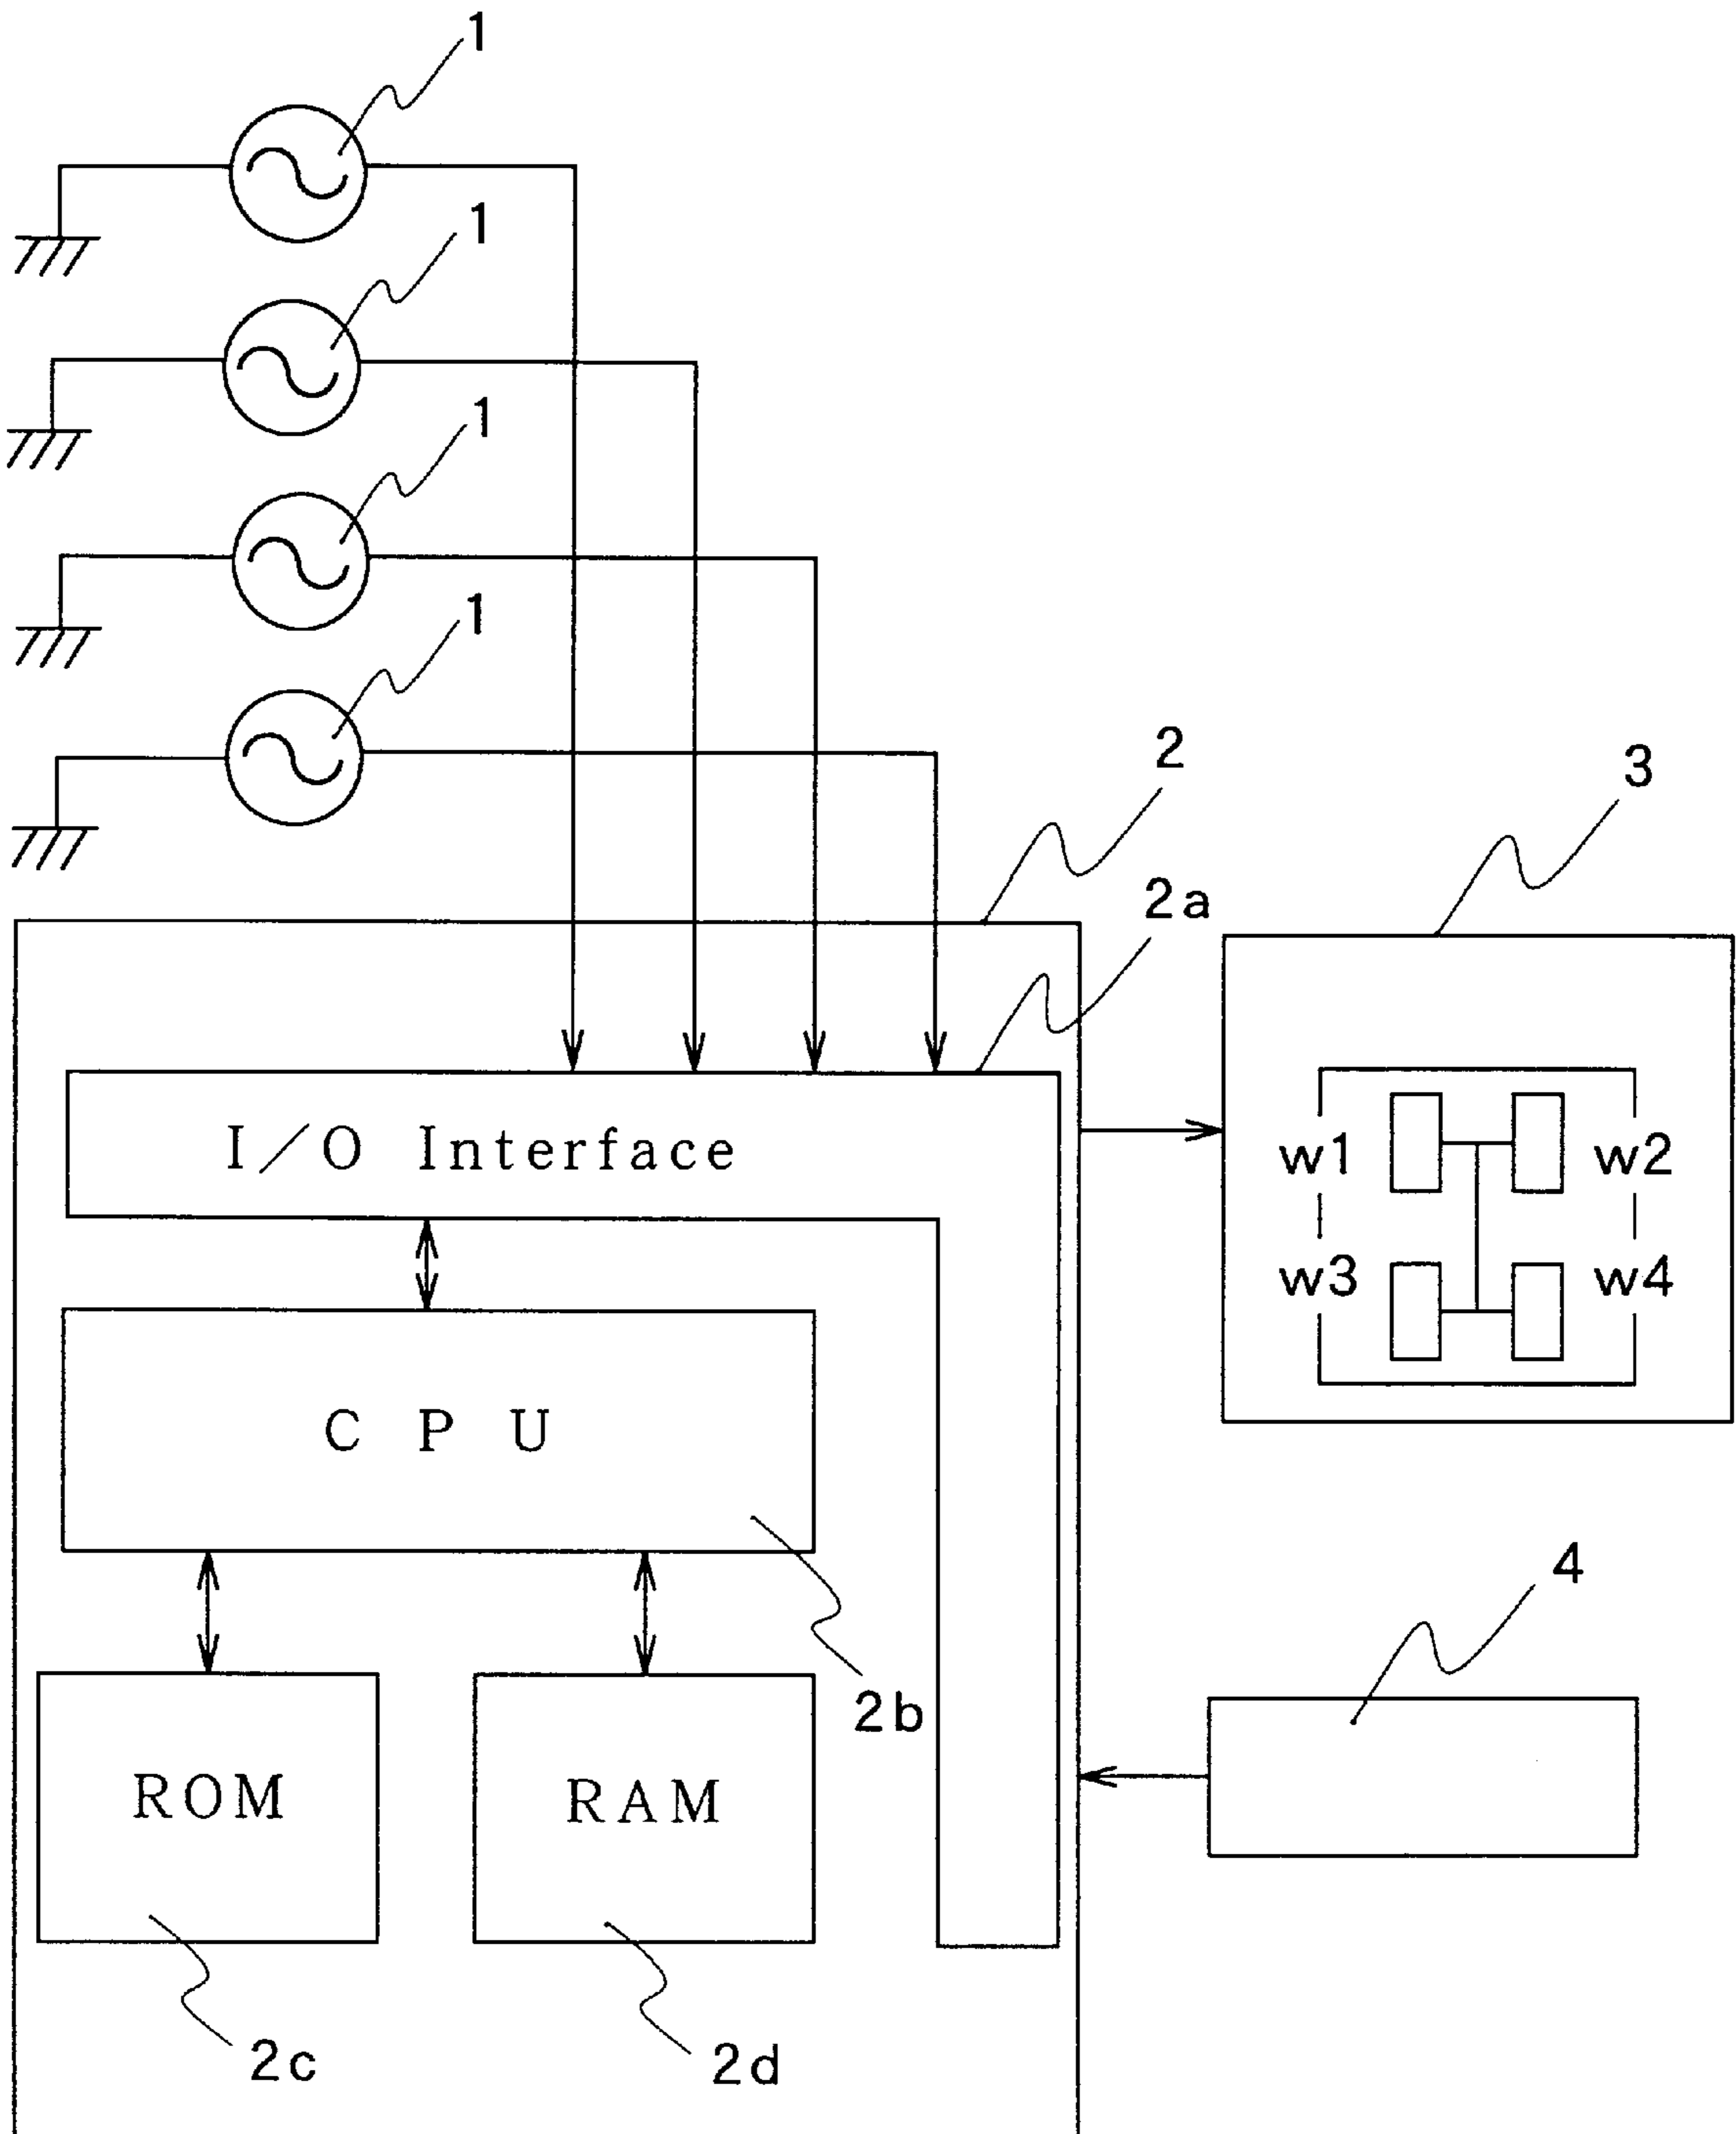 1
1
1
1
2
3
2a
I/O Interface
w1 w2
w3 w4
C P U
4
2b
ROM RAM
2c 2d